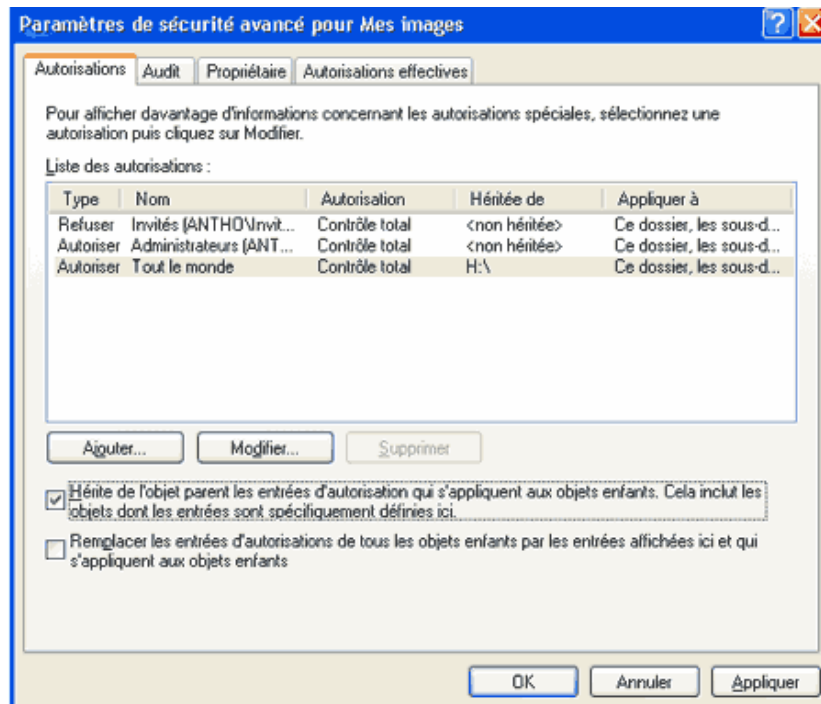 Paramètres de sécurité avancé pour Mes images
Autorisations Audit Propriétaire Autorisations effectives
Pour afficher davantage d'informations concernant les autorisations spéciales, sélectionnez une
autorisation puis cliquez sur Modifier.
Liste des autorisations :
Type Nom Autorisation Héritée de Appliquer à
Refuser Invités (ANTHO\Invit... Contrôle total <non héritée> Ce dossier, les sous-d...
Autoriser Administrateurs (ANT... Contrôle total <non héritée> Ce dossier, les sous-d...
Autoriser Tout le monde Contrôle total H:\ Ce dossier, les sous-d...
Ajouter... Modifier... Supprimer
Hérite de l'objet parent les entrées d'autorisation qui s'appliquent aux objets enfants. Cela inclut les
objets dont les entrées sont spécifiquement définies ici.
Remplacer les entrées d'autorisations de tous les objets enfants par les entrées affichées ici et qui
s'appliquent aux objets enfants
OK Annuler Appliquer